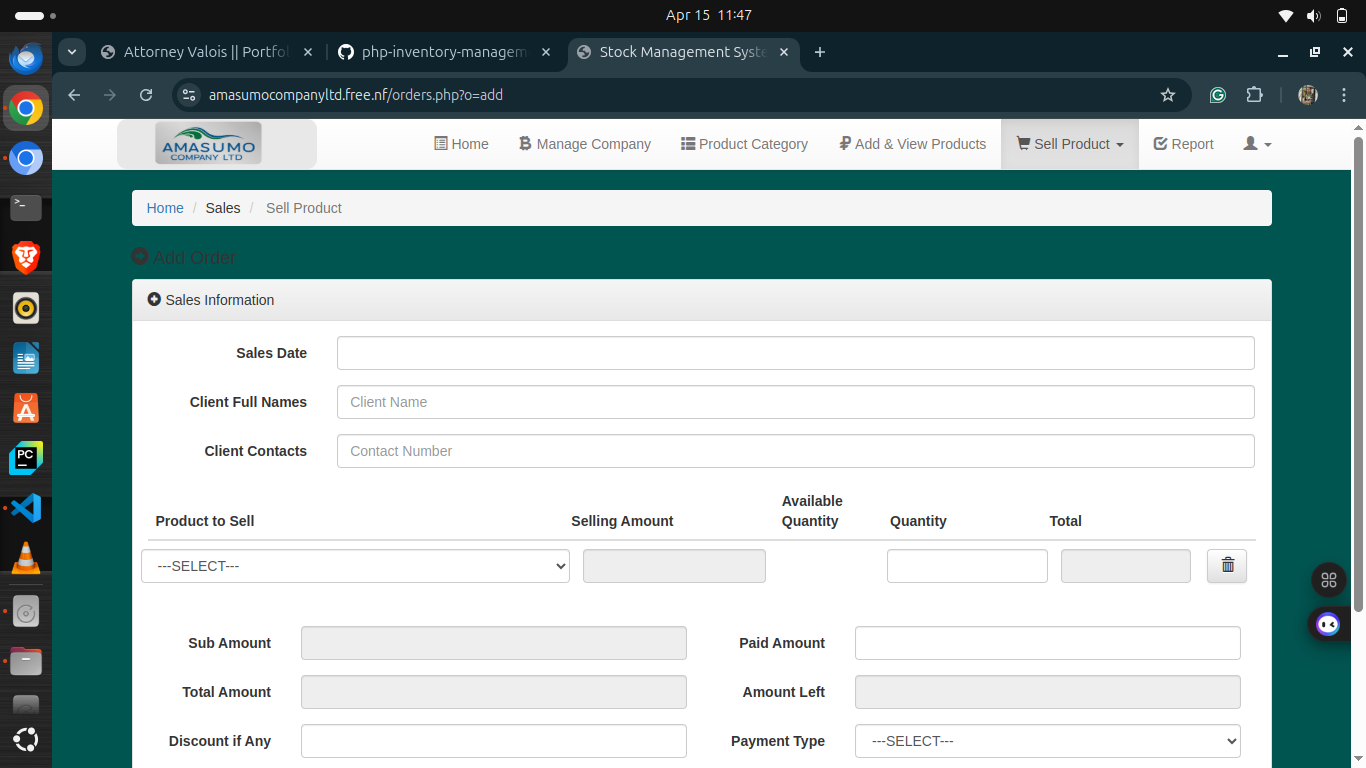 Apr 15 11:47
Attorney Valois || Portfol
php-inventory-managem
Stock Management Syste
amasumocompanyltd.free.nf/orders.php?o=add
AMASUMO
COMPANY LTD
Home
Manage Company
Product Category
Add & View Products
Sell Product
Report
Home / Sales / Sell Product
Add Order
Sales Information
Sales Date
Client Full Names
Client Name
Client Contacts
Contact Number
Product to Sell
Selling Amount
Available
Quantity
Quantity
Total
---SELECT---
Sub Amount
Paid Amount
Total Amount
Amount Left
Discount if Any
Payment Type
---SELECT---
PC